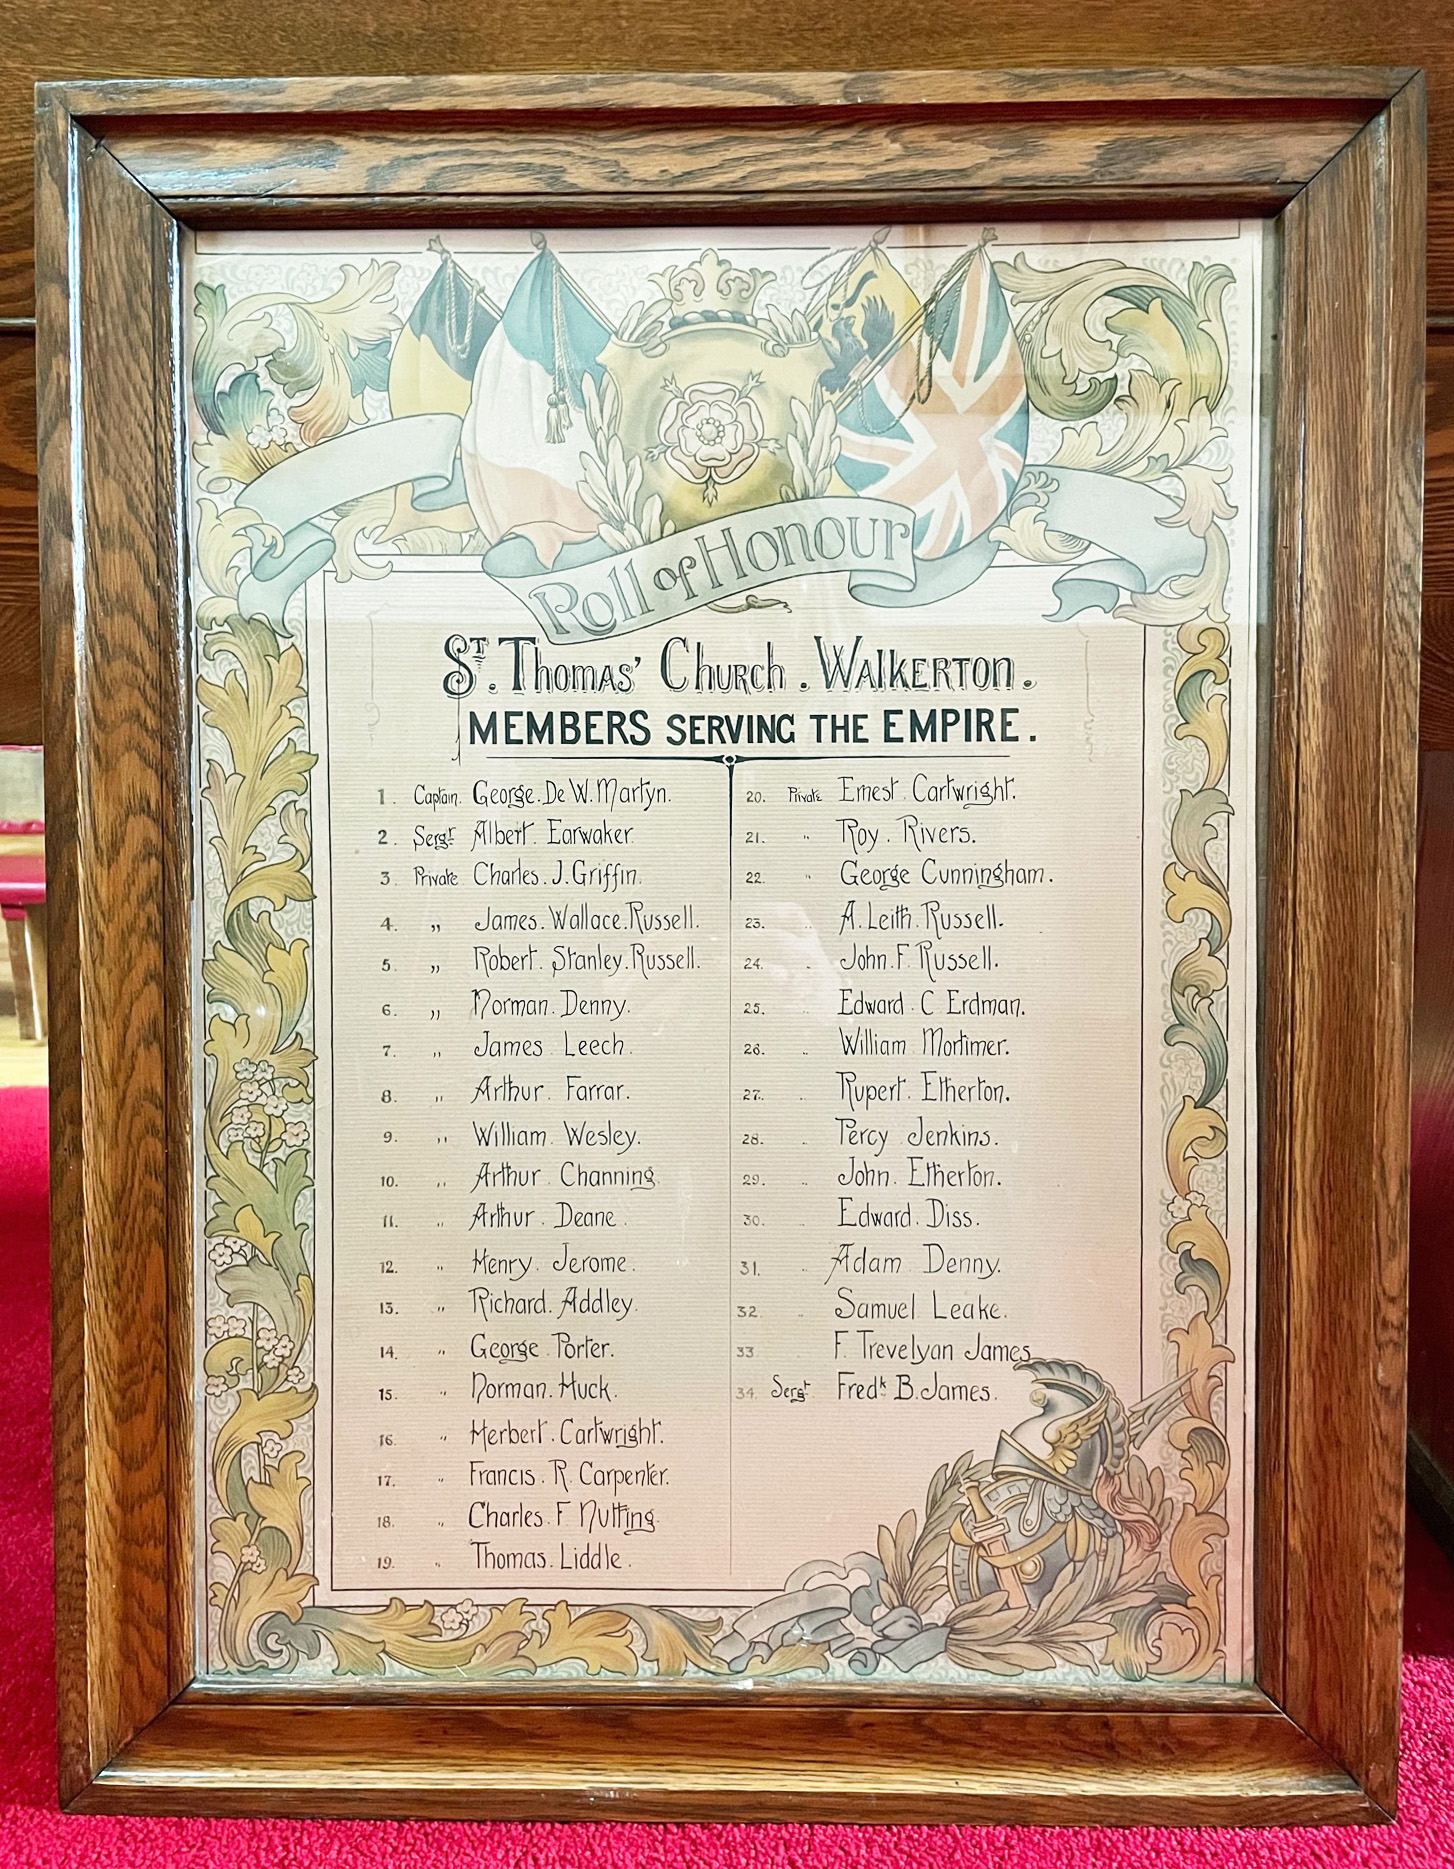 Roll of Honour
St. Thomas' Church. Walkerton.
MEMBERS SERVING THE EMPIRE.
1. Captain. George. De W. Martyn.
2. Sergt Albert. Earwaker.
3. Private Charles. J. Griffin.
4. ,, James. Wallace. Russell.
5. ,, Robert. Stanley. Russell.
6. ,, Norman. Denny.
7. ,, James. Leech.
8. ,, Arthur. Farrar.
9. ,, William. Wesley.
10. ,, Arthur. Channing.
11. ,, Arthur. Deane.
12. ,, Henry. Jerome.
13. ,, Richard. Addley.
14. ,, George. Porter.
15. ,, Norman. Huck.
16. ,, Herbert. Cartwright.
17. ,, Francis. R. Carpenter.
18. ,, Charles. F. Nutting.
19. ,, Thomas. Liddle.
20. Private Ernest. Cartwright.
21. ,, Roy. Rivers.
22. ,, George Cunningham.
23. ,, A. Leith. Russell.
24. ,, John. F. Russell.
25. ,, Edward. C Erdman.
26. ,, William. Mortimer.
27. ,, Rupert. Etherton.
28. ,, Percy Jenkins.
29. ,, John. Etherton.
30. ,, Edward. Diss.
31. ,, Adam Denny.
32 ,, Samuel Leake.
33 F. Trevelyan James
34. Sergt. Fredk B. James.